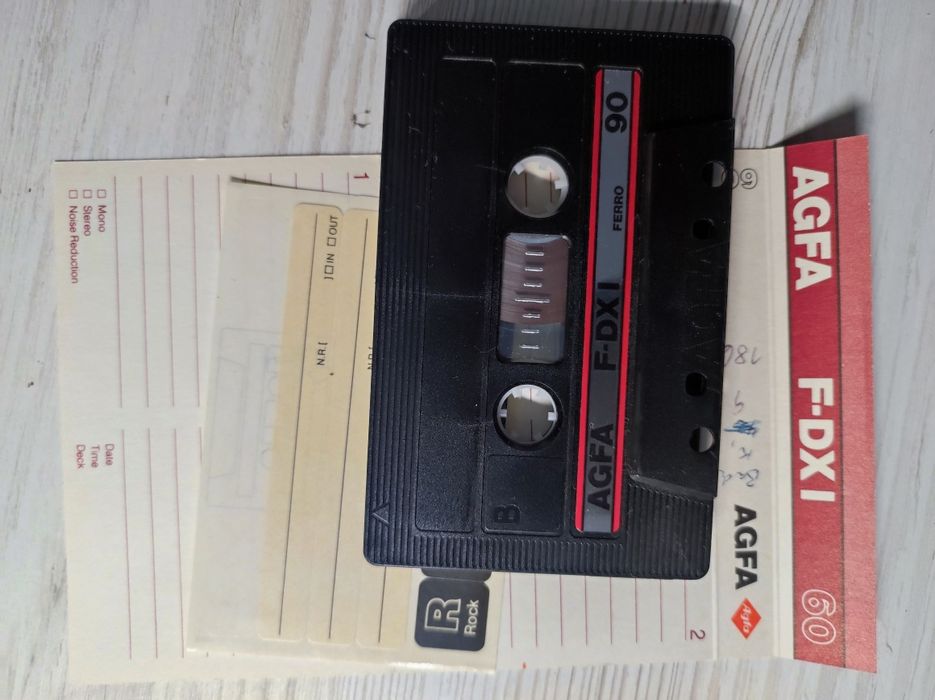 AGFA F-DX I 60
AGFA
Agfa
AGFA F-DX I FERRO 90
B
1
2
Mono
Stereo
Noise Reduction
Date
Time
Deck
[ IN OUT
N.R.]
R
Rock